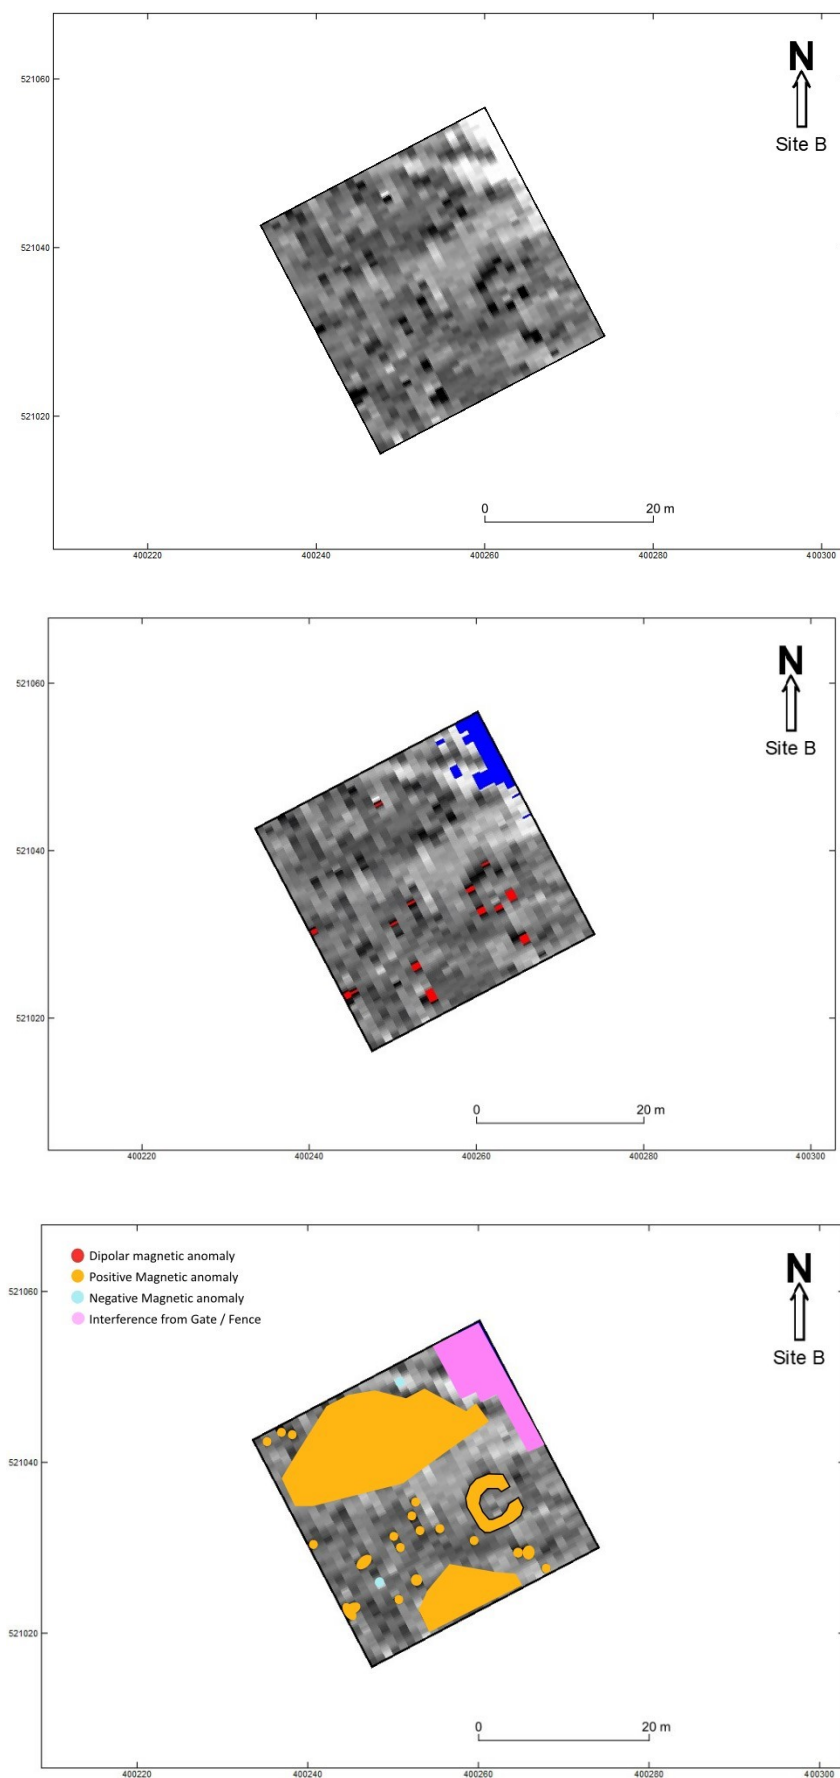 N
521060
Site B
521040
521020
0 20 m
400220 400240 400260 400280 400300
N
521060
Site B
521040
521020
0 20 m
400220 400240 400260 400280 400300
Dipolar magnetic anomaly
N
Positive Magnetic anomaly
521060
Negative Magnetic anomaly
Interference from Gate / Fence
Site B
521040
521020
0 20 m
400220 400240 400260 400280 400300